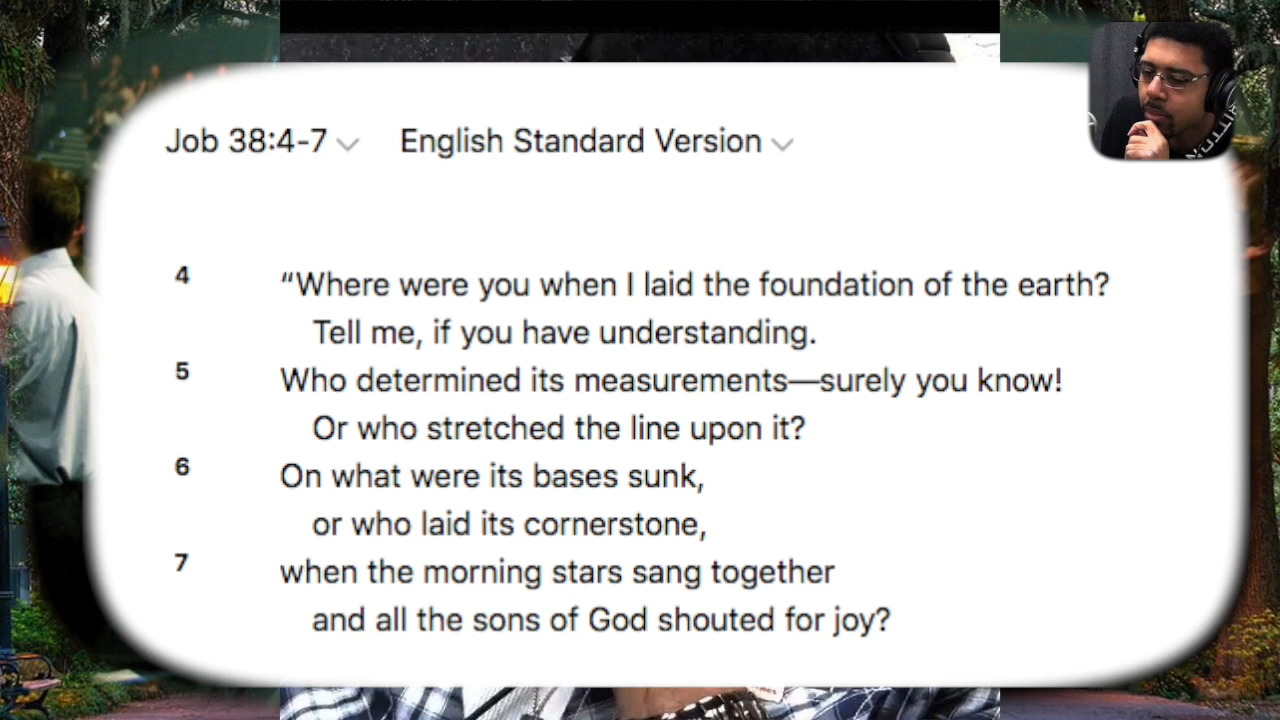 Job 38:4-7 English Standard Version
4 “Where were you when I laid the foundation of the earth?
Tell me, if you have understanding.
5 Who determined its measurements—surely you know!
Or who stretched the line upon it?
6 On what were its bases sunk,
or who laid its cornerstone,
7 when the morning stars sang together
and all the sons of God shouted for joy?